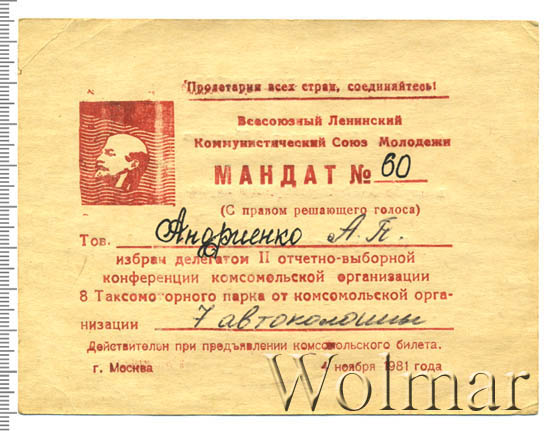 Пролетарии всех стран, соединяйтесь!
Всесоюзный Ленинский
Коммунистический Союз Молодежи
МАНДАТ № 60
(С правом решающего голоса)
Тов. Андриенко А.П.
избран делегатом II отчетно-выборной
конференции комсомольской организации
8 Таксомоторного парка от комсомольской орга-
низации 7 автоколонны
Действительн при предъявлении комсомольского билета.
г. Москва ноября 1981 года
Wolmar